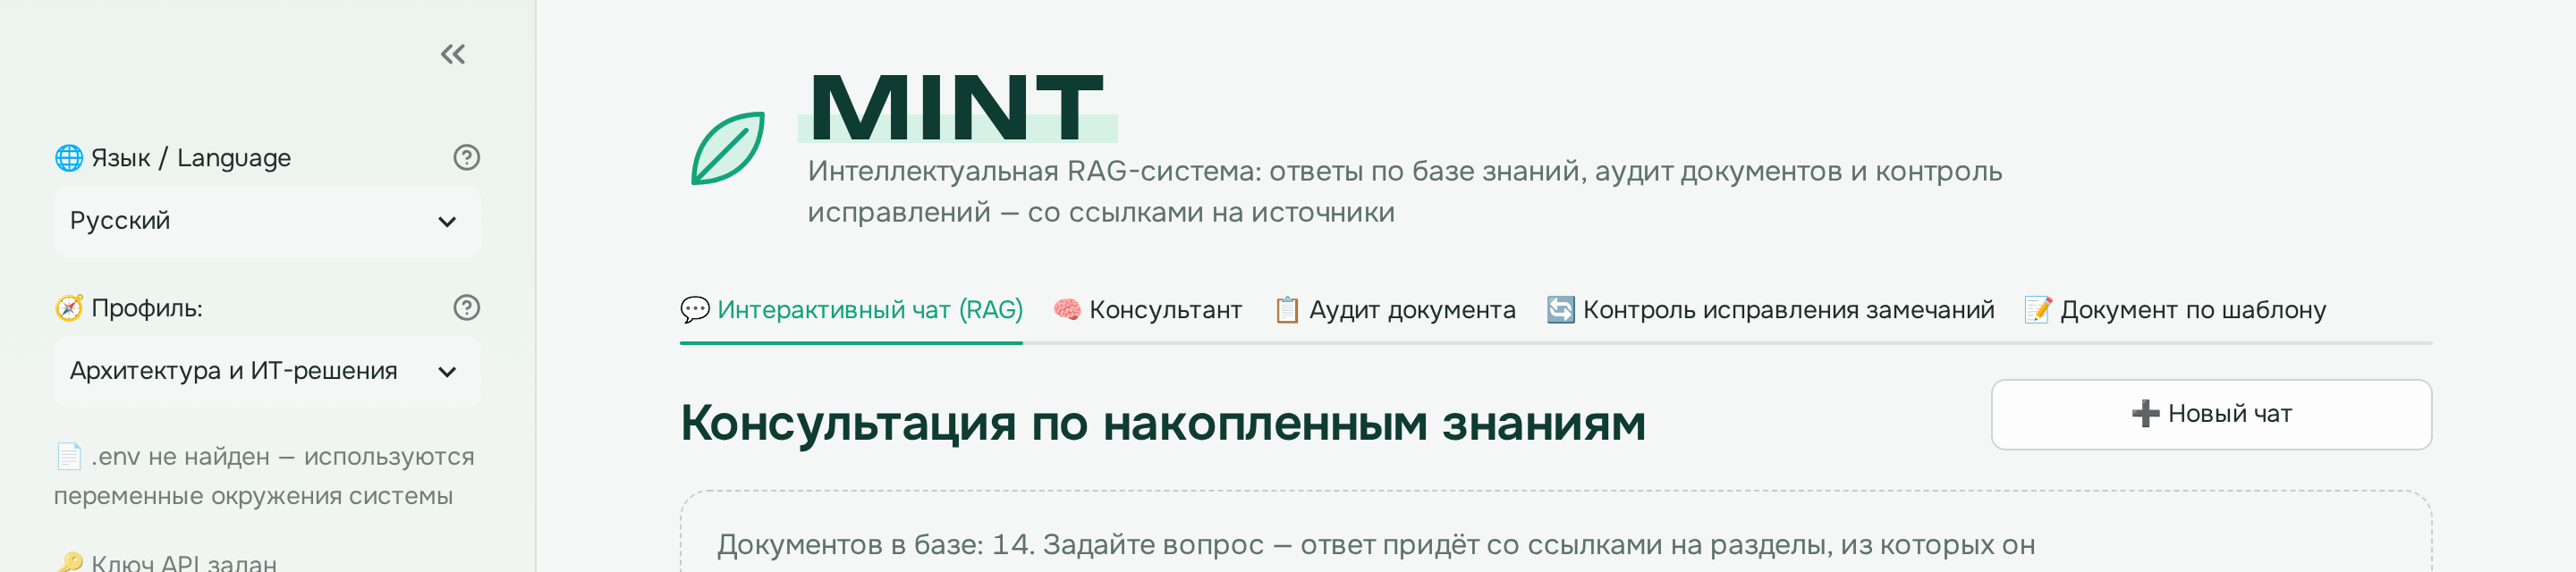 🌐 Язык / Language
Русский
🧭 Профиль:
Архитектура и ИТ-решения
📄 .env не найден — используются
переменные окружения системы
🔑 Ключ API задан
MINT
Интеллектуальная RAG-система: ответы по базе знаний, аудит документов и контроль
исправлений — со ссылками на источники
💬 Интерактивный чат (RAG) 🧠 Консультант 📋 Аудит документа 🔄 Контроль исправления замечаний 📝 Документ по шаблону
Консультация по накопленным знаниям
➕ Новый чат
Документов в базе: 14. Задайте вопрос — ответ придёт со ссылками на разделы, из которых он